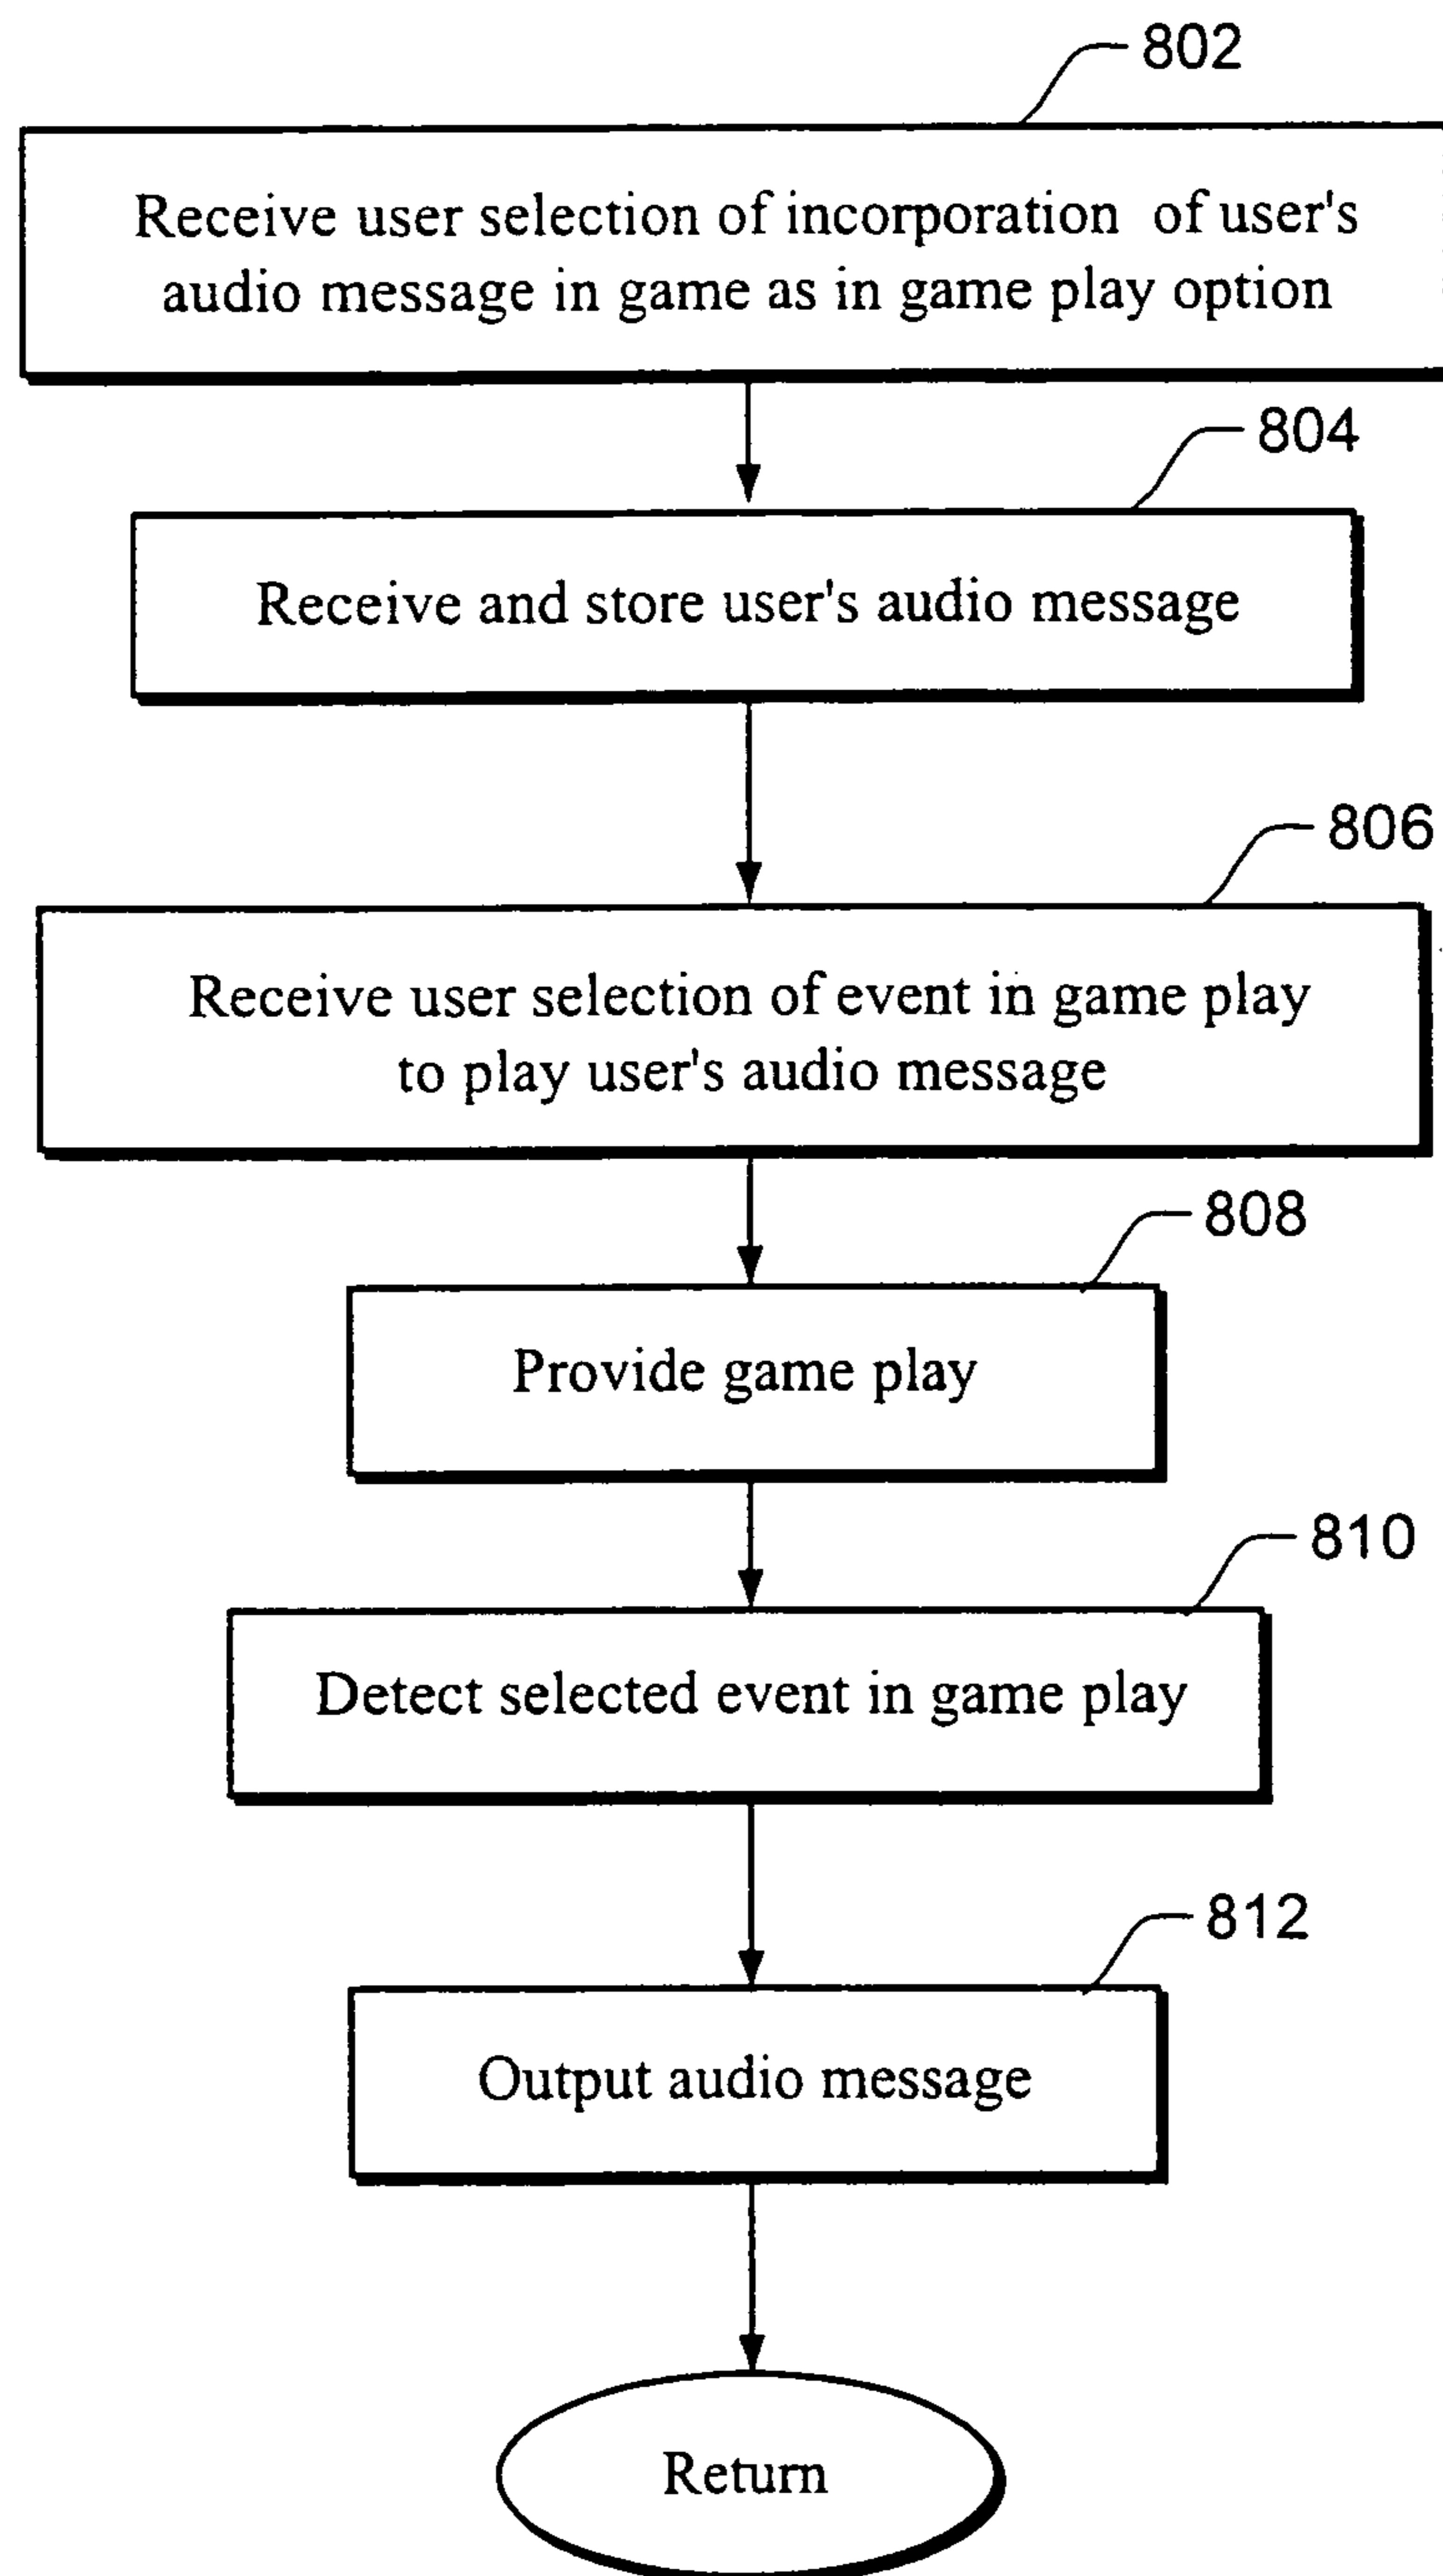 802
Receive user selection of incorporation of user's
audio message in game as in game play option
804
Receive and store user's audio message
806
Receive user selection of event in game play
to play user's audio message
808
Provide game play
810
Detect selected event in game play
812
Output audio message
Return